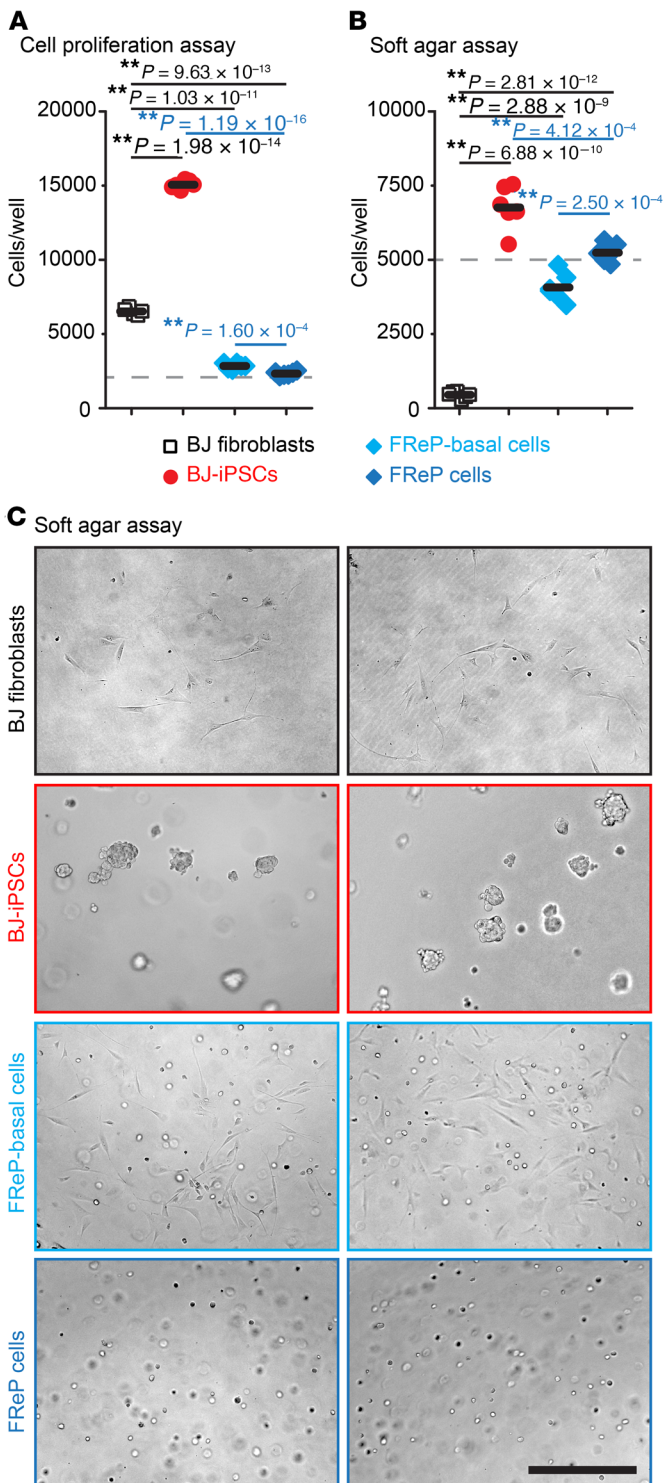 A
Cell proliferation assay
**P = 9.63 × 10–13
**P = 1.03 × 10–11
**P = 1.19 × 10–16
**P = 1.98 × 10–14
20000
15000
10000
5000
0
Cells/well
**P = 1.60 × 10–4
B
Soft agar assay
**P = 2.81 × 10–12
**P = 2.88 × 10–9
**P = 4.12 × 10–4
**P = 6.88 × 10–10
10000
7500
5000
2500
0
Cells/well
**P = 2.50 × 10–4
BJ fibroblasts
FReP-basal cells
BJ-iPSCs
FReP cells
C
Soft agar assay
BJ fibroblasts
BJ-iPSCs
FReP-basal cells
FReP cells